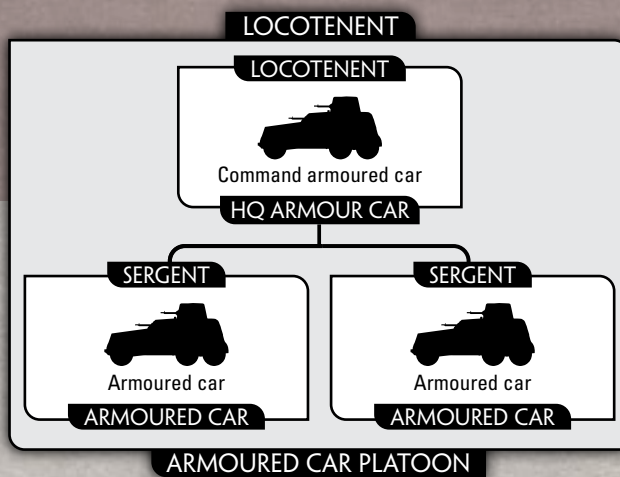 LOCOTENENT
LOCOTENENT
Command armoured car
HQ ARMOUR CAR
SERGENT
SERGENT
Armoured car
Armoured car
ARMOURED CAR
ARMOURED CAR
ARMOURED CAR PLATOON